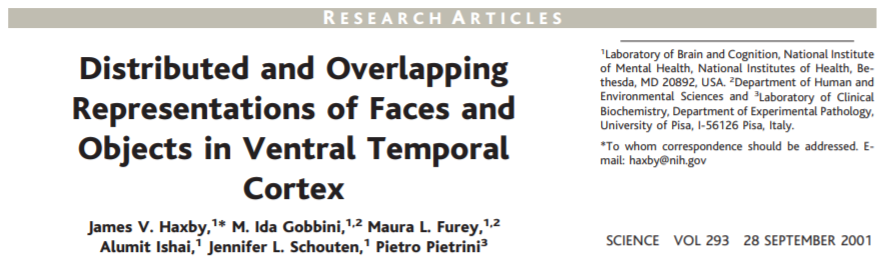 RESEARCH ARTICLES
Distributed and Overlapping
Representations of Faces and
Objects in Ventral Temporal
Cortex
James V. Haxby,¹* M. Ida Gobbini,¹,² Maura L. Furey,¹,²
Alumit Ishai,¹ Jennifer L. Schouten,¹ Pietro Pietrini³
¹Laboratory of Brain and Cognition, National Institute
of Mental Health, National Institutes of Health, Be-
thesda, MD 20892, USA. ²Department of Human and
Environmental Sciences and ³Laboratory of Clinical
Biochemistry, Department of Experimental Pathology,
University of Pisa, I-56126 Pisa, Italy.
*To whom correspondence should be addressed. E-
mail: haxby@nih.gov
SCIENCE VOL 293 28 SEPTEMBER 2001